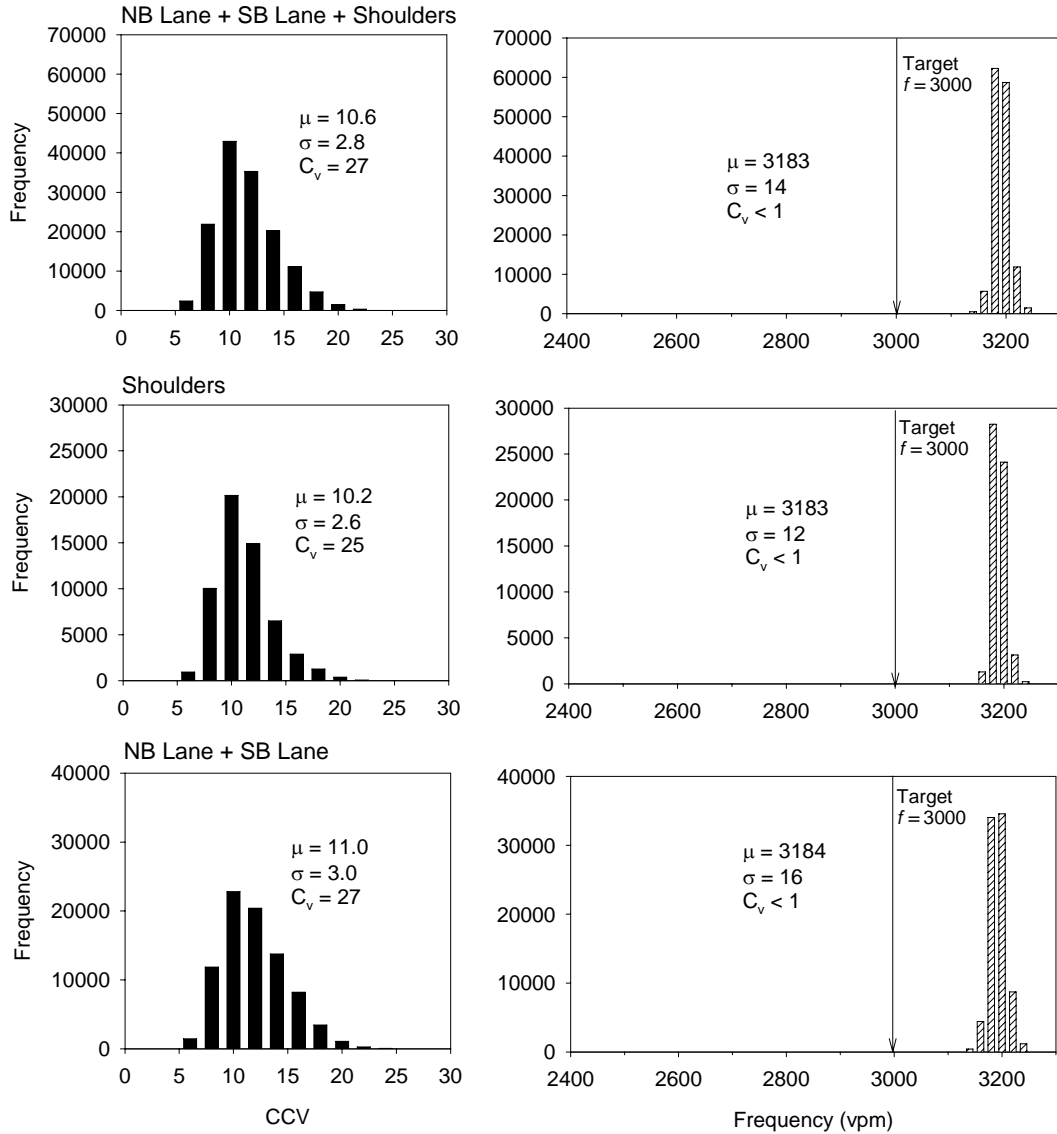 NB Lane + SB Lane + Shoulders
Frequency
70000
60000
50000
40000
30000
20000
10000
0
μ = 10.6
σ = 2.8
Cv = 27
0 5 10 15 20 25 30
70000
60000
50000
40000
30000
20000
10000
0
Target
f = 3000
μ = 3183
σ = 14
Cv < 1
2400 2600 2800 3000 3200
Shoulders
Frequency
30000
25000
20000
15000
10000
5000
0
μ = 10.2
σ = 2.6
Cv = 25
0 5 10 15 20 25 30
30000
25000
20000
15000
10000
5000
0
Target
f = 3000
μ = 3183
σ = 12
Cv < 1
2400 2600 2800 3000 3200
NB Lane + SB Lane
Frequency
40000
30000
20000
10000
0
μ = 11.0
σ = 3.0
Cv = 27
0 5 10 15 20 25 30
CCV
40000
30000
20000
10000
0
Target
f = 3000
μ = 3184
σ = 16
Cv < 1
2400 2600 2800 3000 3200
Frequency (vpm)